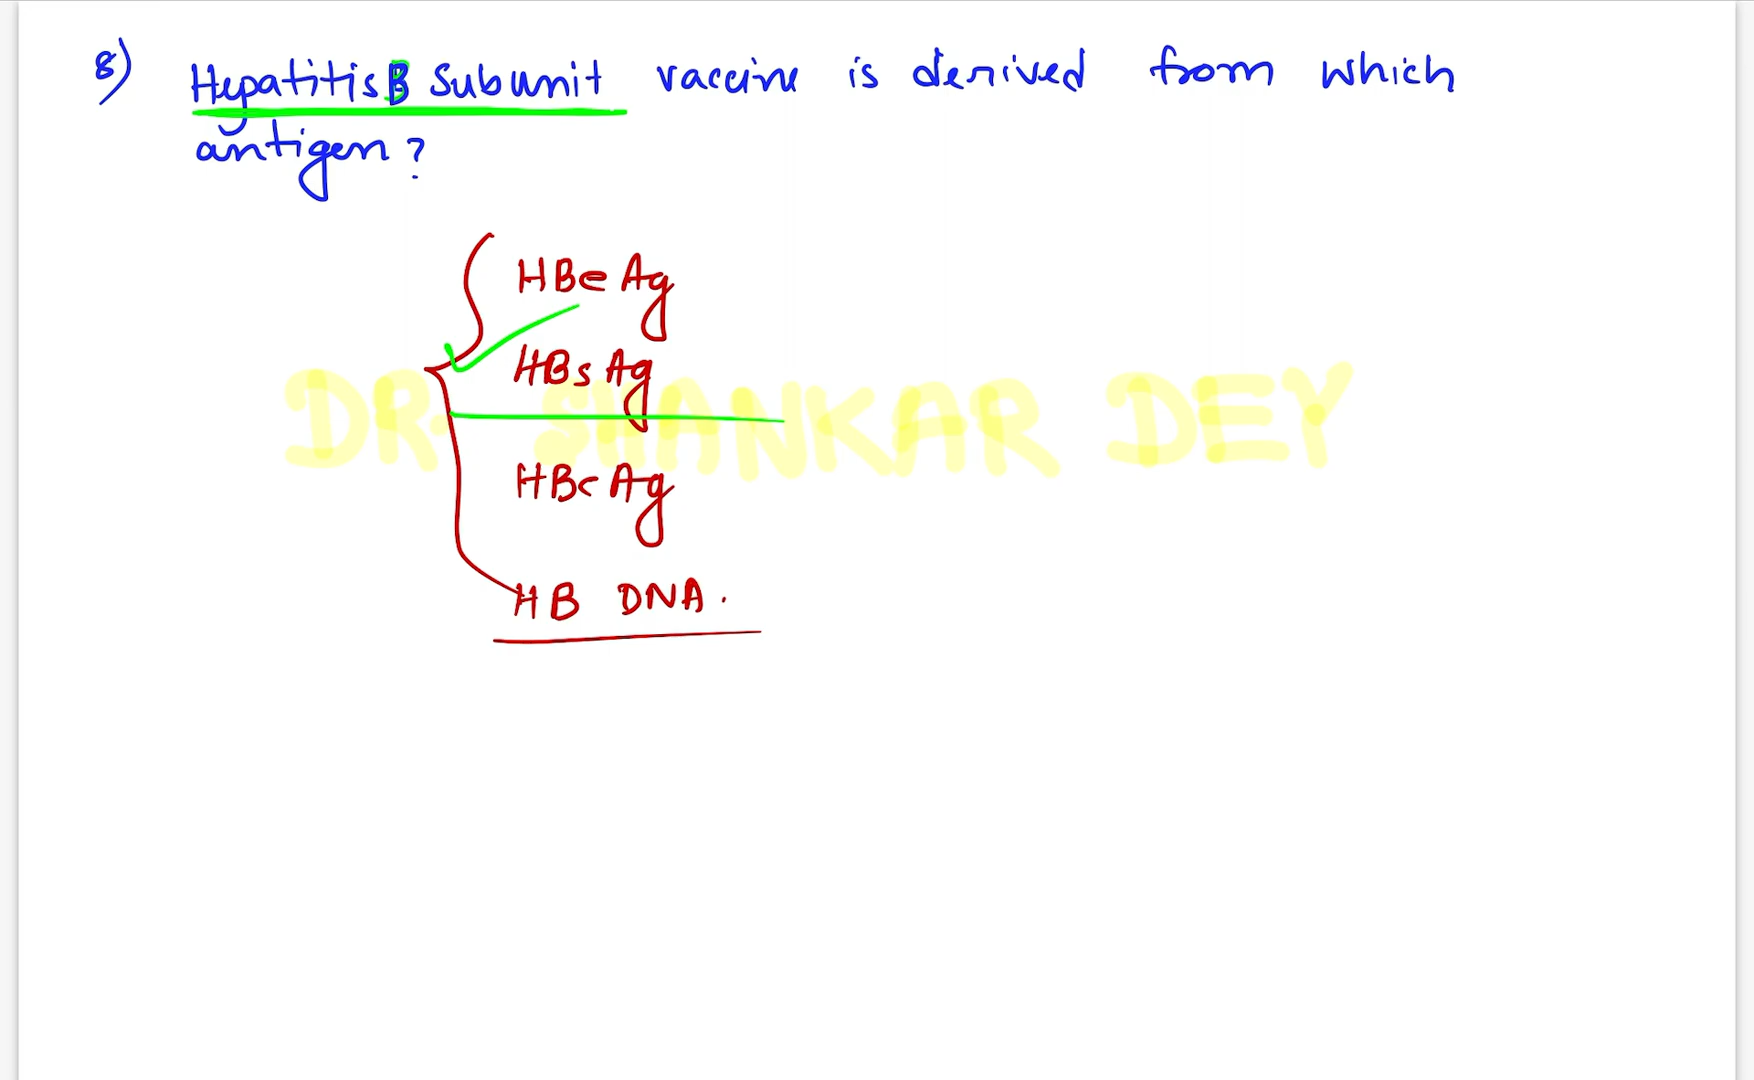 8) Hepatitis B Subunit vaccine is derived from which
antigen?
HBe Ag
HBs Ag
DR. SHANKAR DEY
HBc Ag
HB DNA.